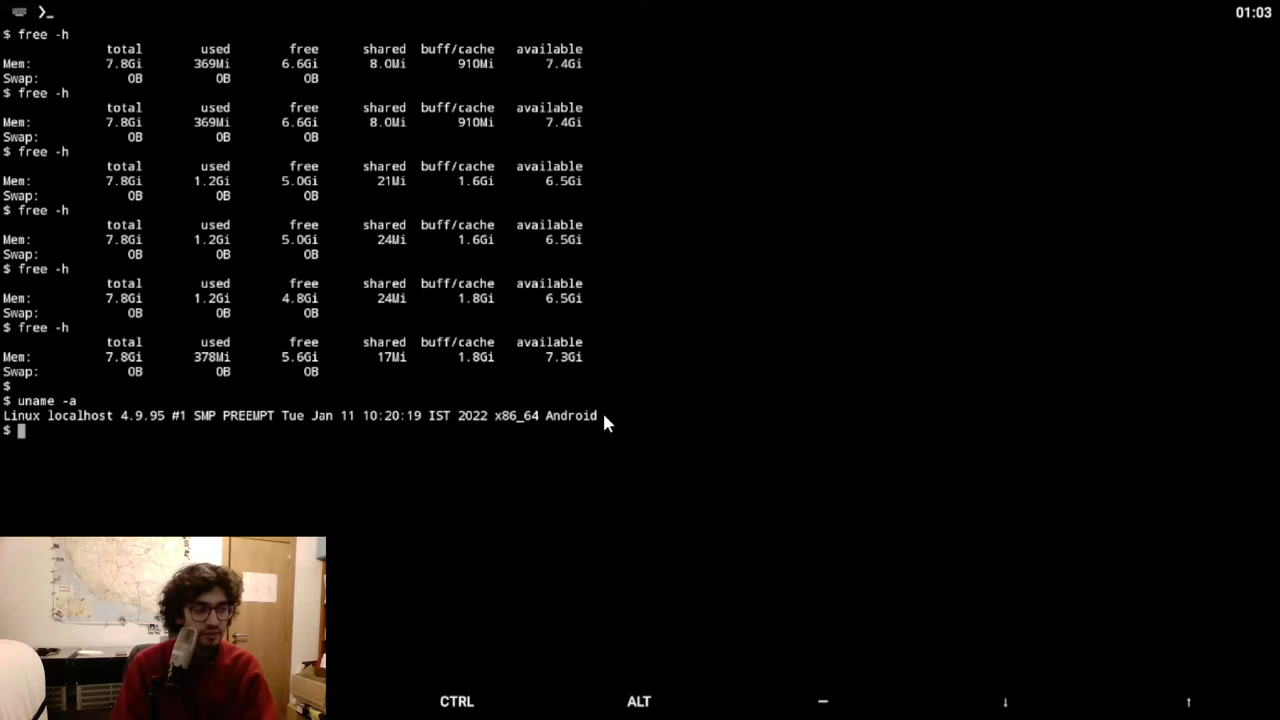 01:03
$ free -h
total used free shared buff/cache available
Mem: 7.8Gi 369Mi 6.6Gi 8.0Mi 910Mi 7.4Gi
Swap: 0B 0B 0B
$ free -h
total used free shared buff/cache available
Mem: 7.8Gi 369Mi 6.6Gi 8.0Mi 910Mi 7.4Gi
Swap: 0B 0B 0B
$ free -h
total used free shared buff/cache available
Mem: 7.8Gi 1.2Gi 5.0Gi 21Mi 1.6Gi 6.5Gi
Swap: 0B 0B 0B
$ free -h
total used free shared buff/cache available
Mem: 7.8Gi 1.2Gi 5.0Gi 24Mi 1.6Gi 6.5Gi
Swap: 0B 0B 0B
$ free -h
total used free shared buff/cache available
Mem: 7.8Gi 1.2Gi 4.8Gi 24Mi 1.8Gi 6.5Gi
Swap: 0B 0B 0B
$ free -h
total used free shared buff/cache available
Mem: 7.8Gi 378Mi 5.6Gi 17Mi 1.8Gi 7.3Gi
Swap: 0B 0B 0B
$
$ uname -a
Linux localhost 4.9.95 #1 SMP PREEMPT Tue Jan 11 10:20:19 IST 2022 x86_64 Android
$
CTRL ALT — ↓ ↑